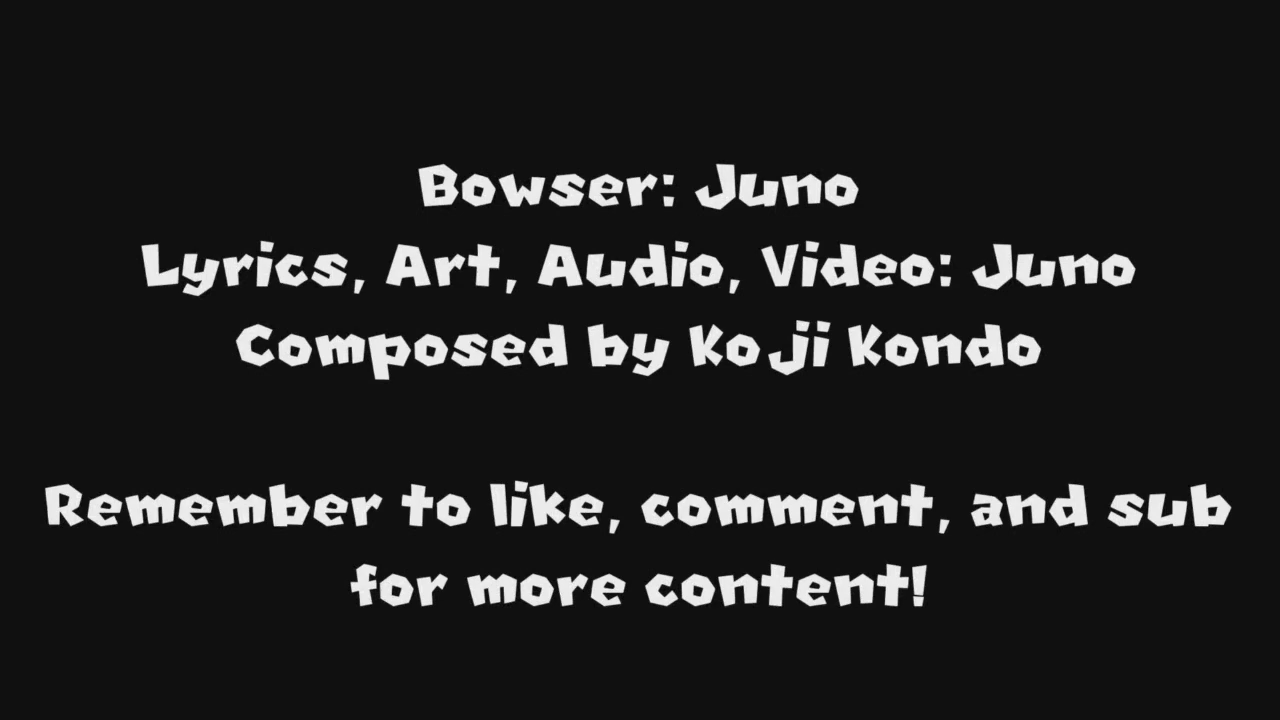 Bowser: Juno
Lyrics, Art, Audio, Video: Juno
Composed by Koji Kondo
Remember to like, comment, and sub
for more content!